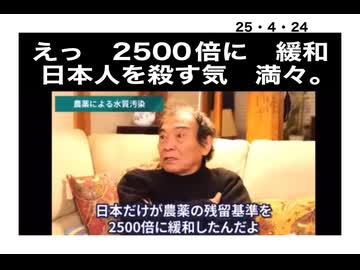 25・4・24
えっ　2500倍に　緩和
日本人を殺す気　満々。
農薬による水質汚染
日本だけが農薬の残留基準を
2500倍に緩和したんだよ